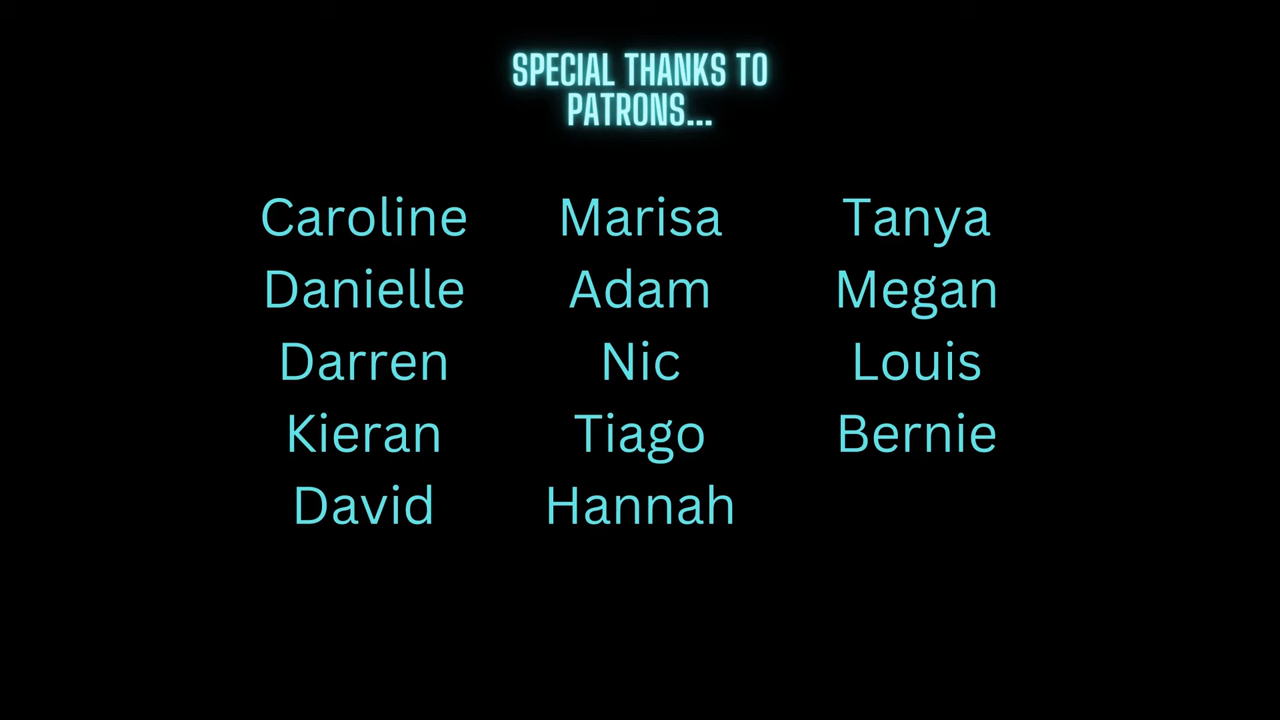 SPECIAL THANKS TO
PATRONS...
Caroline
Danielle
Darren
Kieran
David
Marisa
Adam
Nic
Tiago
Hannah
Tanya
Megan
Louis
Bernie